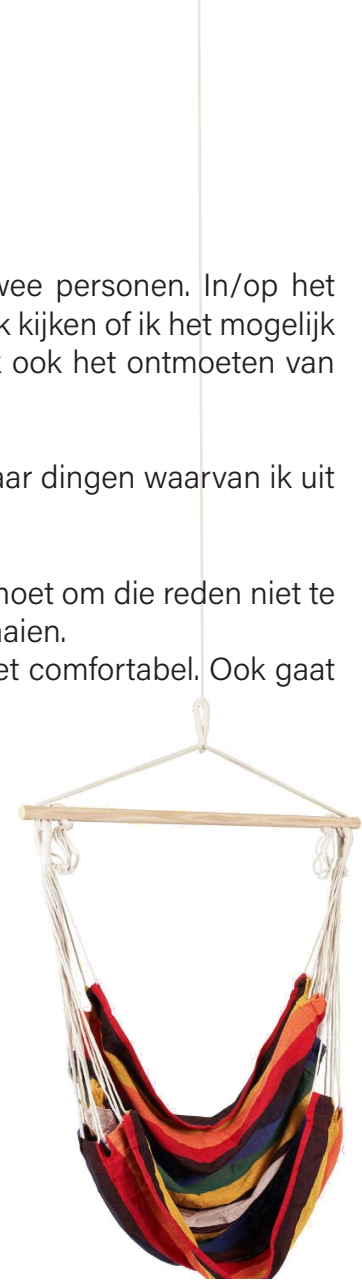 wee personen. In/op het
k kijken of ik het mogelijk
ook het ontmoeten van
aar dingen waarvan ik uit
moet om die reden niet te
aaien.
et comfortabel. Ook gaat